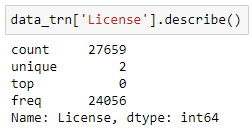 data_trn['License'].describe()
count     27659
unique        2
top           0
freq      24056
Name: License, dtype: int64